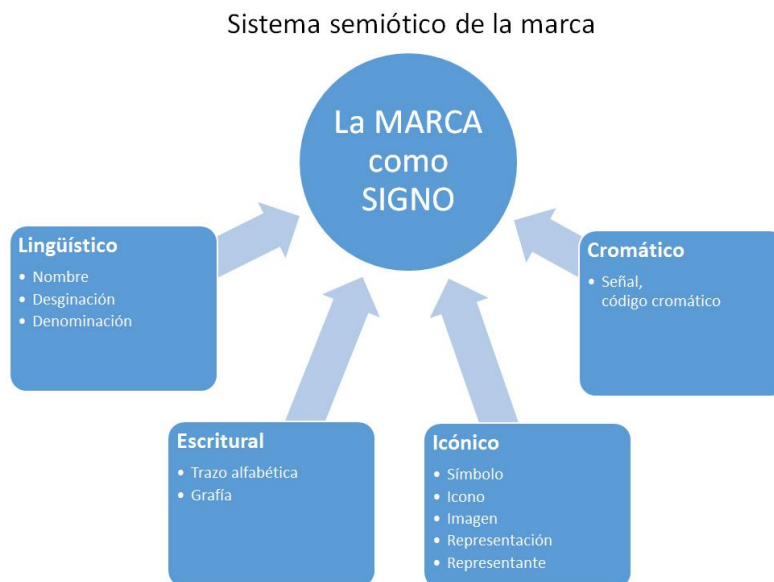 Sistema semiótico de la marca
La MARCA
como
SIGNO
Lingüístico
• Nombre
• Desginación
• Denominación
Escritural
• Trazo alfabética
• Grafía
Icónico
• Símbolo
• Icono
• Imagen
• Representación
• Representante
Cromático
• Señal,
código cromático